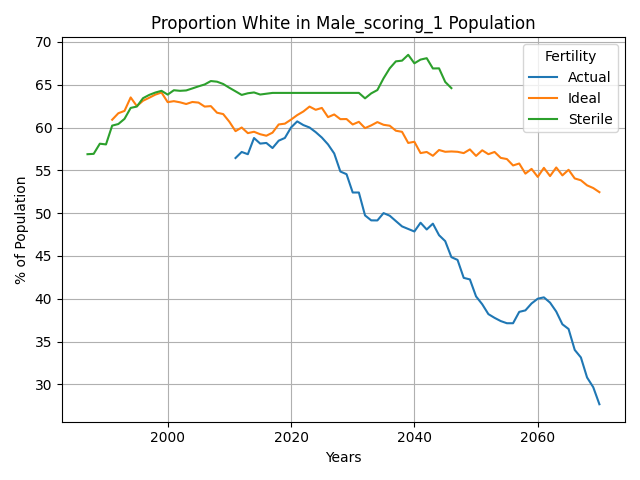 Proportion White in Male_scoring_1 Population
% of Population
70
65
60
55
50
45
40
35
30
Fertility
Actual
Ideal
Sterile
2000
2020
2040
2060
Years